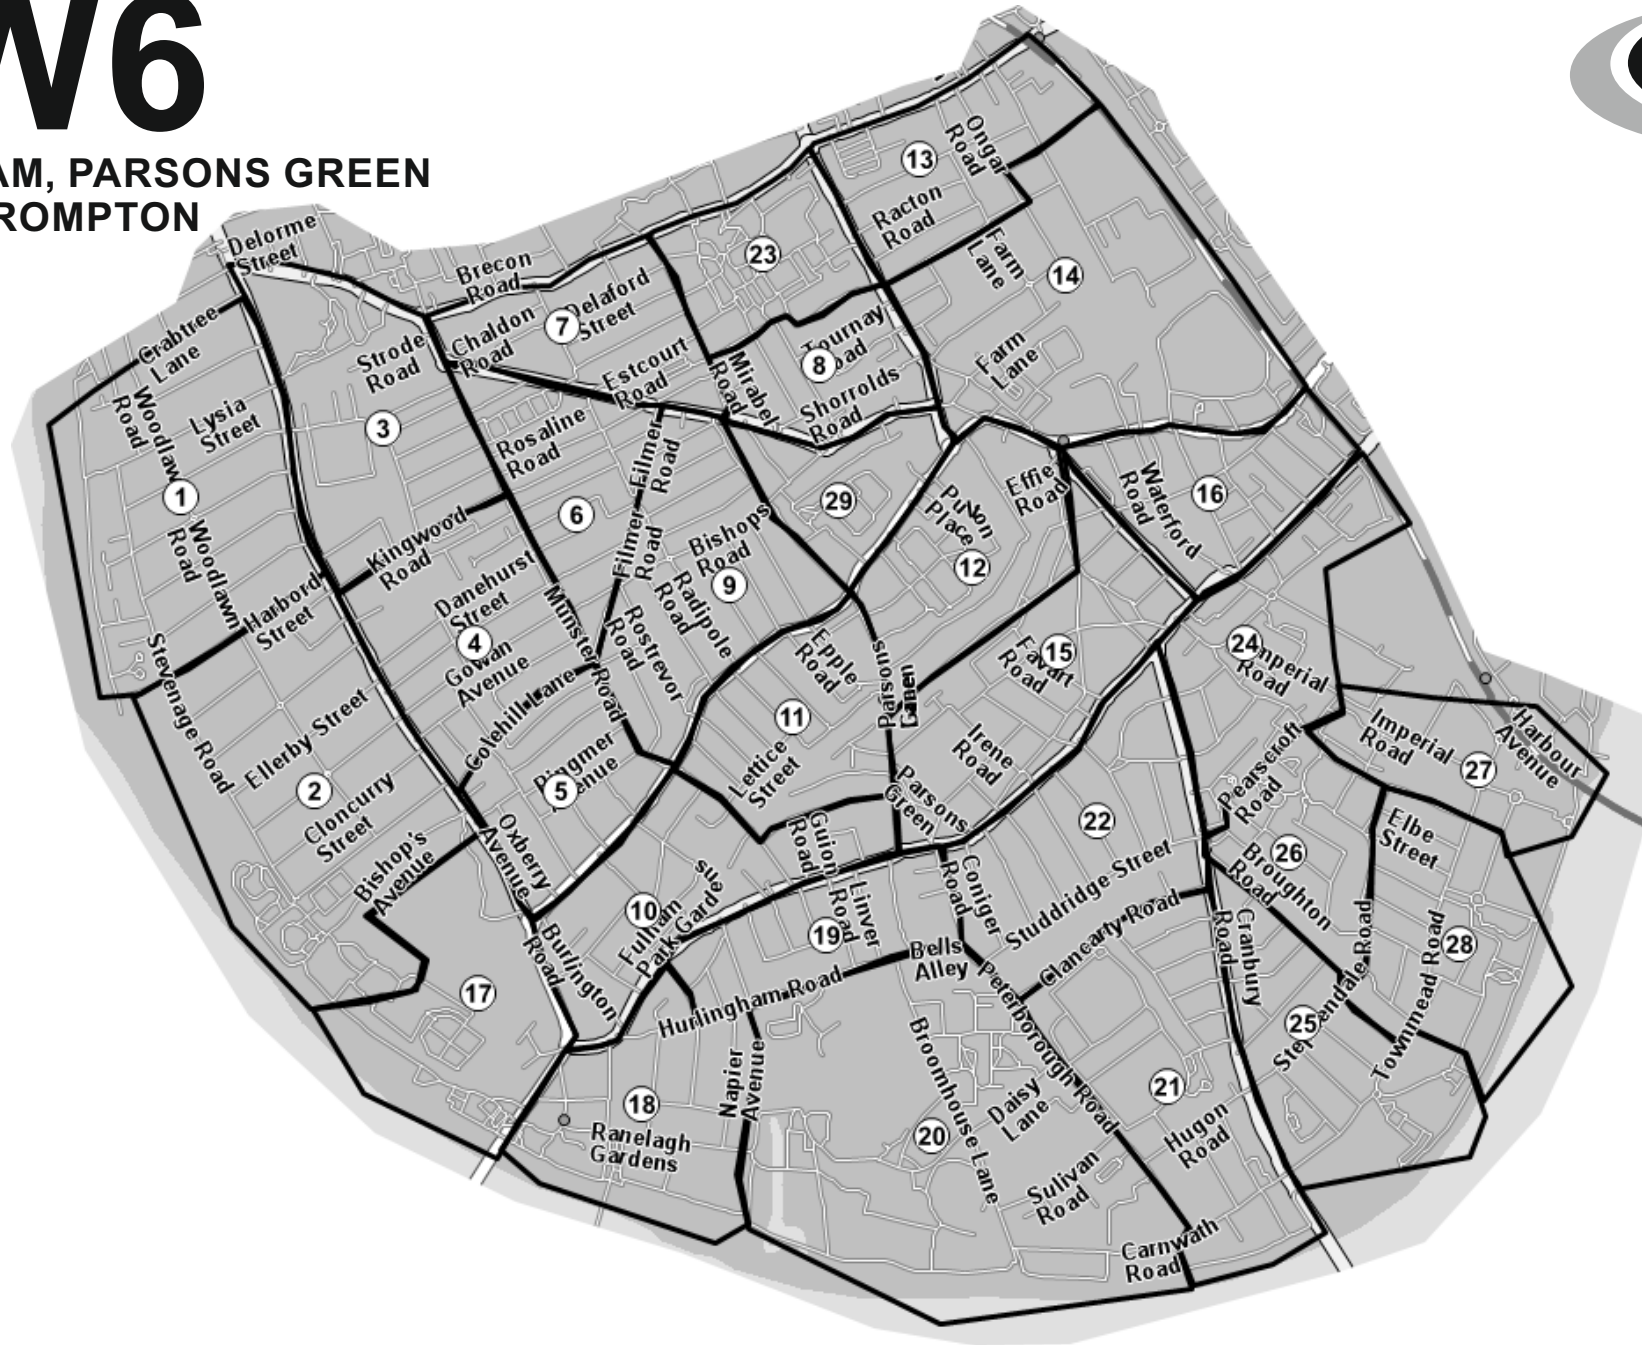 W6
AM, PARSONS GREEN
ROMPTON
Delorme
Street
Brecon
Road
Crabtree
Lane
Woodlawn
Road
Lysia
Street
Strode
Road
Chaldon
Road
Delaford
Street
Estcourt
Road
Mirabel
Road
Tournay
Road
Shorrolds
Road
Ongar
Road
Racton
Road
Farm
Lane
Farm
Lane
13
14
23
7
8
3
1
Woodlawn
Road
Rosaline
Road
Filmer
Road
Filmer
Road
6
29
Kingwood
Road
Harbord
Street
Danehurst
Street
4
Gowan
Avenue
Munster
Road
Bishops
Road
9
Radipole
Road
Rostrevor
Road
Effie
Road
Place
12
Waterford
Road
16
Stevenage Road
Ellenby Street
2
Cloncurry
Street
Bishop's
Avenue
Colehill Lane
Ringmer
Avenue
5
Oxberry
Avenue
Epple
Road
11
Lettice
Street
Parsons
Green
15
Favart
Road
Irene
Road
24
Imperial
Road
Imperial
Road
27
Harbour
Avenue
Pearscroft
Road
Elbe
Street
26
Broughton
Road
22
Studdridge Street
Clancarty Road
Parsons
Green
Guion
Road
Linver
Road
19
10
Fulham
Park Gardens
Burlington
Road
17
Hurlingham Road
Bells
Alley
Coniger
Road
Peterborough Road
Cranbury
Road
25
Stephendale Road
Townmead Road
28
18
Ranelagh
Gardens
Napier
Avenue
20
Broomhouse Lane
Daisy
Lane
Sulivan
Road
21
Hugon
Road
Carnwath
Road